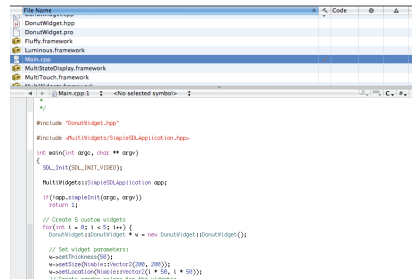 File Name Code
DonutWidget.hpp
DonutWidget.pro
Fluffy.framework
Luminous.framework
Main.cpp
MultiStateDisplay.framework
MultiTouch.framework
Main.cpp:1 <No selected symbol> C #
*
*/
#include "DonutWidget.hpp"
#include <MultiWidgets/SimpleSDLApplication.hpp>
int main(int argc, char ** argv)
{
SDL_Init(SDL_INIT_VIDEO);
MultiWidgets::SimpleSDLApplication app;
if(!app.simpleInit(argc, argv))
return 1;
// Create 5 custom widgets
for(int i = 0; i < 5; i++) {
DonutWidget::DonutWidget * w = new DonutWidget::DonutWidget();
// Set widget parameters:
w->setThickness(50);
w->setSize(Nimble::Vector2(200, 200));
w->setLocation(Nimble::Vector2(i * 50, i * 50));